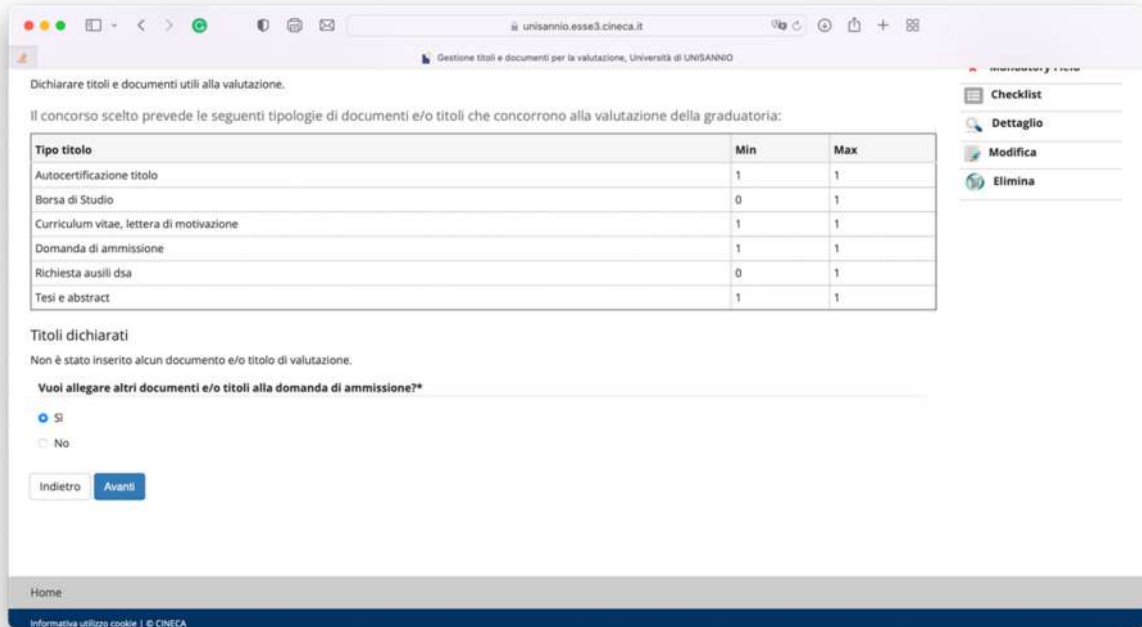 unisannio.esse3.cineca.it
Gestione titoli e documenti per la valutazione, Università di UNISANNIO
Mandatory Field
Dichiarare titoli e documenti utili alla valutazione.
Checklist
Il concorso scelto prevede le seguenti tipologie di documenti e/o titoli che concorrono alla valutazione della graduatoria:
Dettaglio
Tipo titolo Min Max
Modifica
Autocertificazione titolo 1 1
Elimina
Borsa di Studio 0 1
Curriculum vitae, lettera di motivazione 1 1
Domanda di ammissione 1 1
Richiesta ausili dsa 0 1
Tesi e abstract 1 1
Titoli dichiarati
Non è stato inserito alcun documento e/o titolo di valutazione.
Vuoi allegare altri documenti e/o titoli alla domanda di ammissione?*
Sì
No
Indietro Avanti
Home
Informativa utilizzo cookie | © CINECA